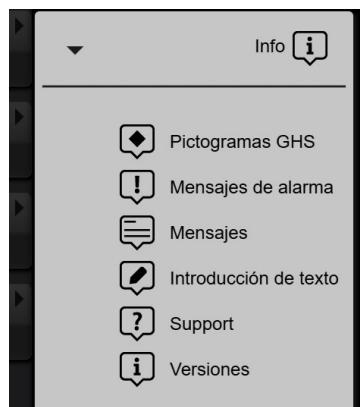 Info
Pictogramas GHS
Mensajes de alarma
Mensajes
Introducción de texto
Support
Versiones